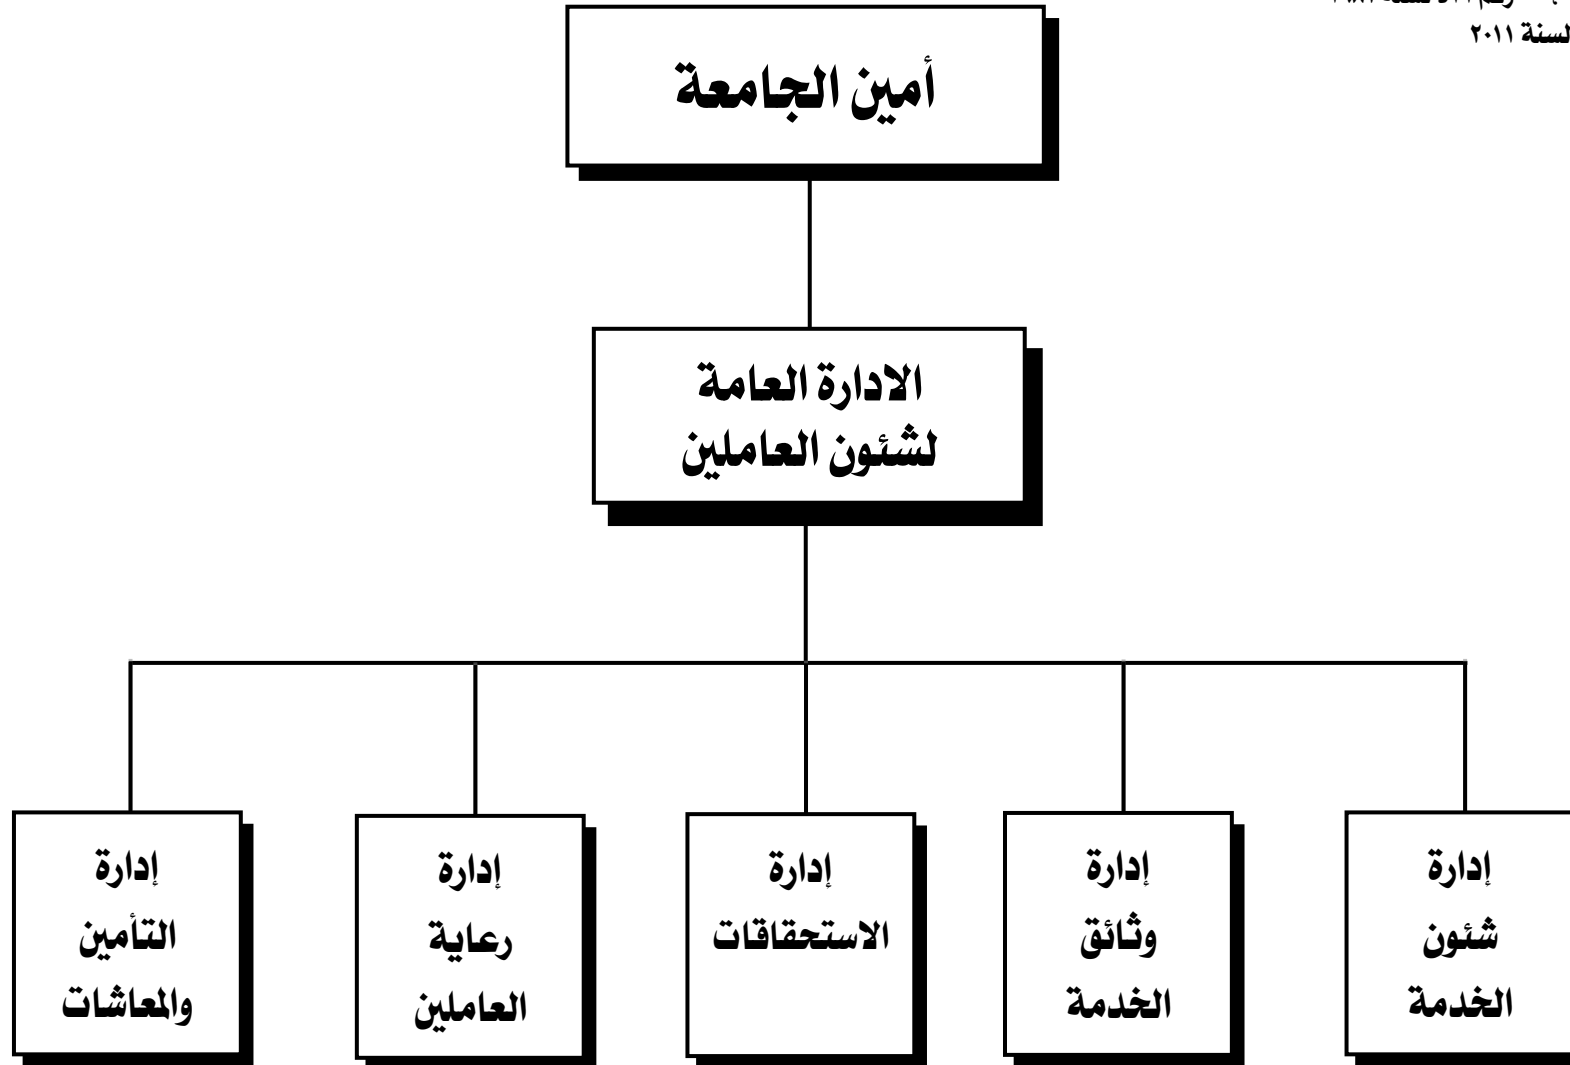 لسنة ٢٠١١
أمين الجامعة
الادارة العامة
لشئون العاملين
إدارة
شئون
الخدمة
إدارة
وثائق
الخدمة
إدارة
الاستحقاقات
إدارة
رعاية
العاملين
إدارة
التأمين
والمعاشات